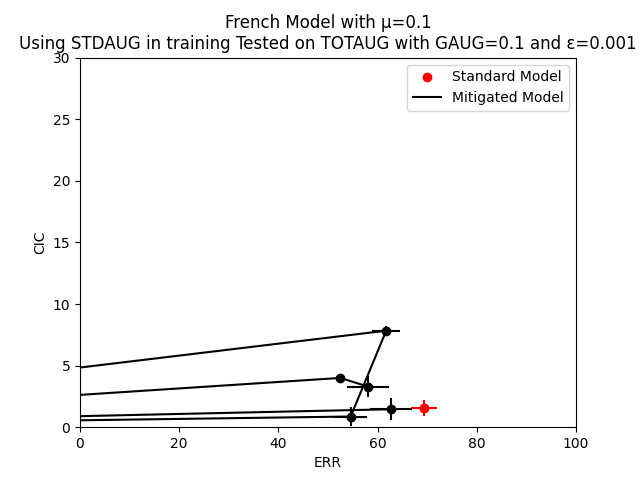 French Model with μ=0.1
Using STDAUG in training Tested on TOTAUG with GAUG=0.1 and ε=0.001
Standard Model
Mitigated Model
30
25
20
15
10
5
0
CIC
0 20 40 60 80 100
ERR